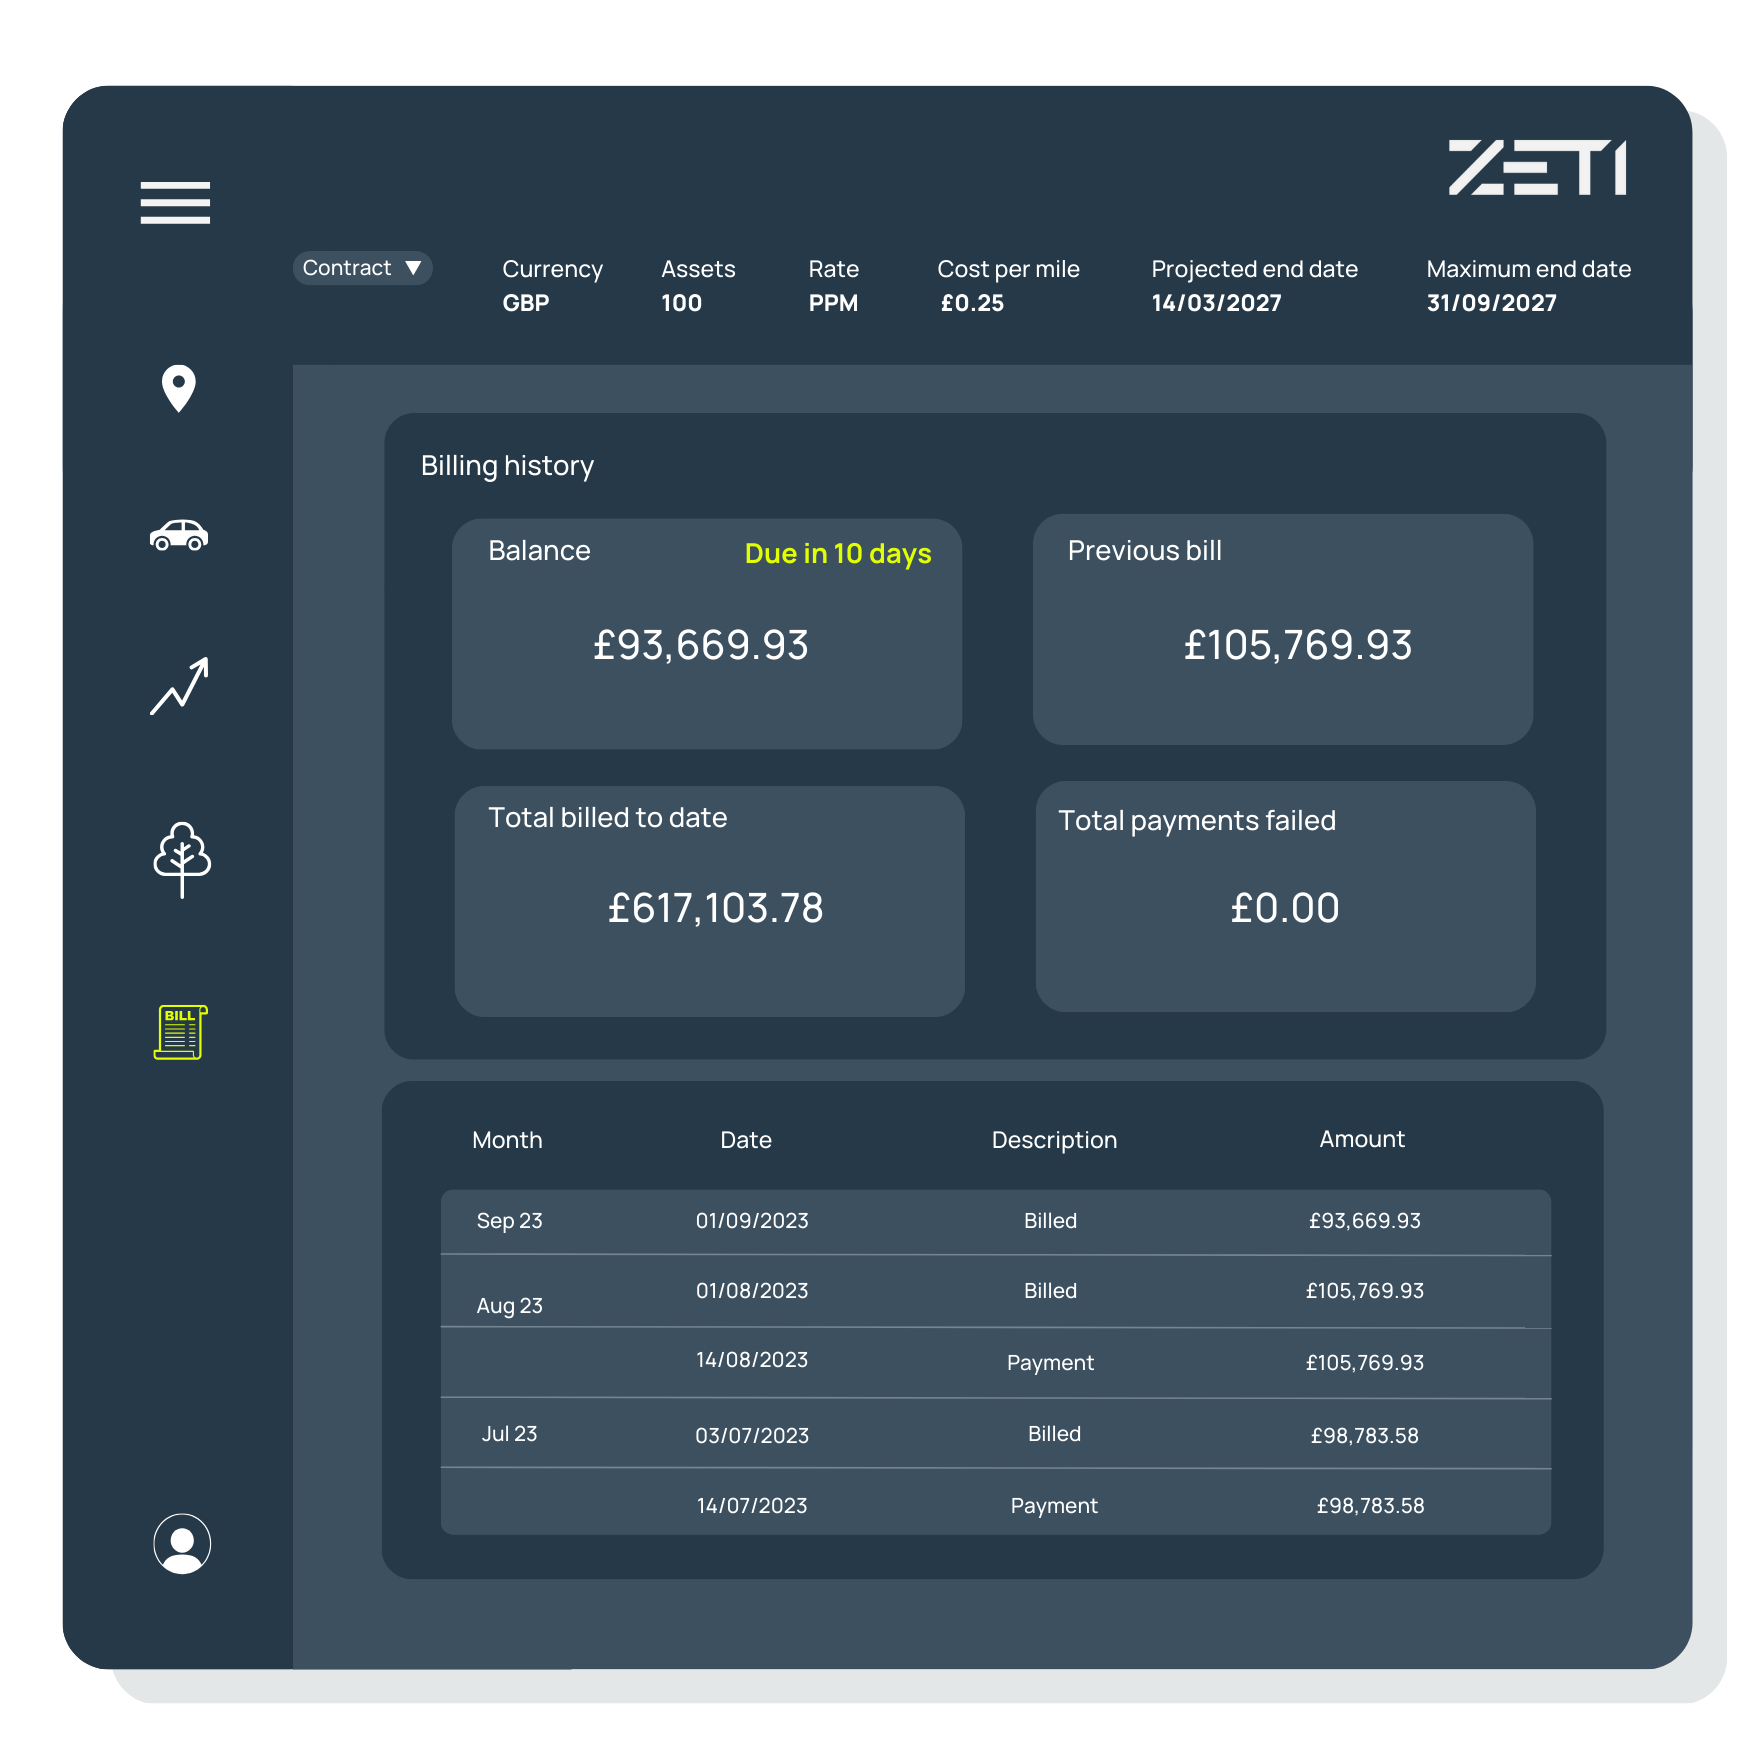 ZETI
Contract ▼
Currency Assets Rate Cost per mile Projected end date Maximum end date
GBP 100 PPM £0.25 14/03/2027 31/09/2027
Billing history
Balance Due in 10 days Previous bill
£93,669.93 £105,769.93
Total billed to date Total payments failed
£617,103.78 £0.00
BILL
Month Date Description Amount
Sep 23 01/09/2023 Billed £93,669.93
Aug 23 01/08/2023 Billed £105,769.93
14/08/2023 Payment £105,769.93
Jul 23 03/07/2023 Billed £98,783.58
14/07/2023 Payment £98,783.58